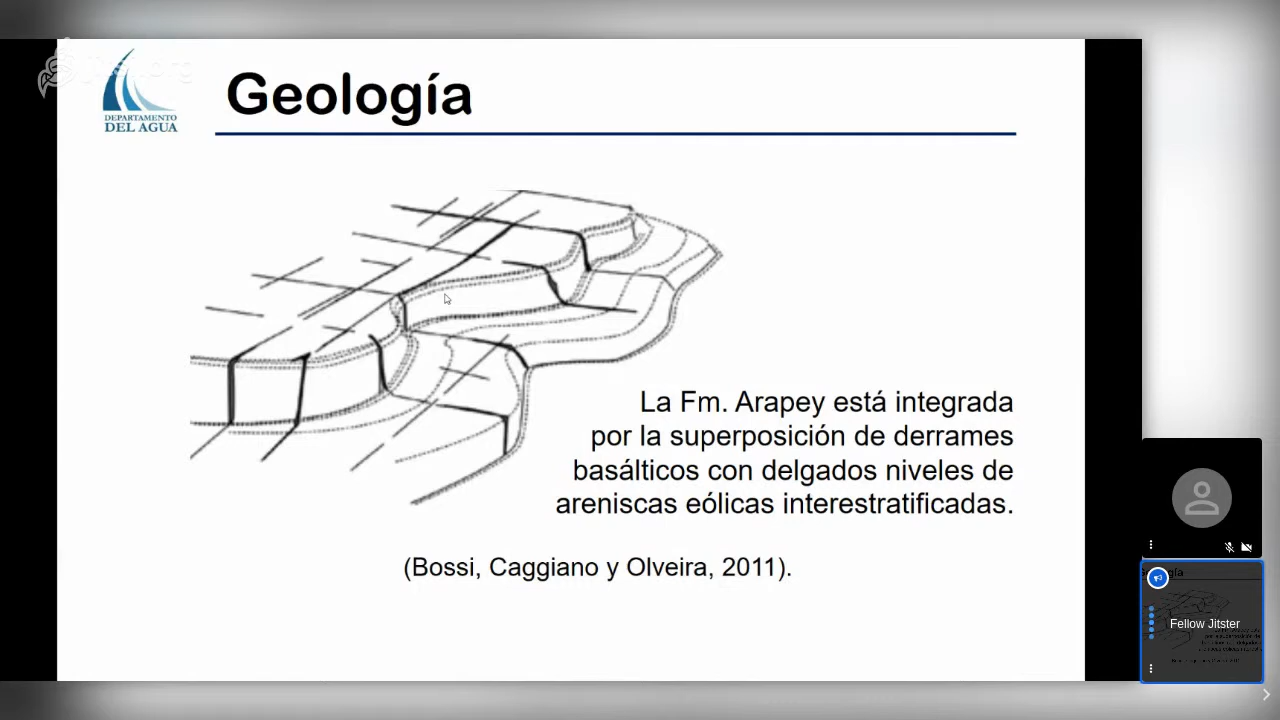 Geología
DEPARTAMENTO
DEL AGUA
La Fm. Arapey está integrada
por la superposición de derrames
basálticos con delgados niveles de
areniscas eólicas interestratificadas.
(Bossi, Caggiano y Olveira, 2011).
Fellow Jitster